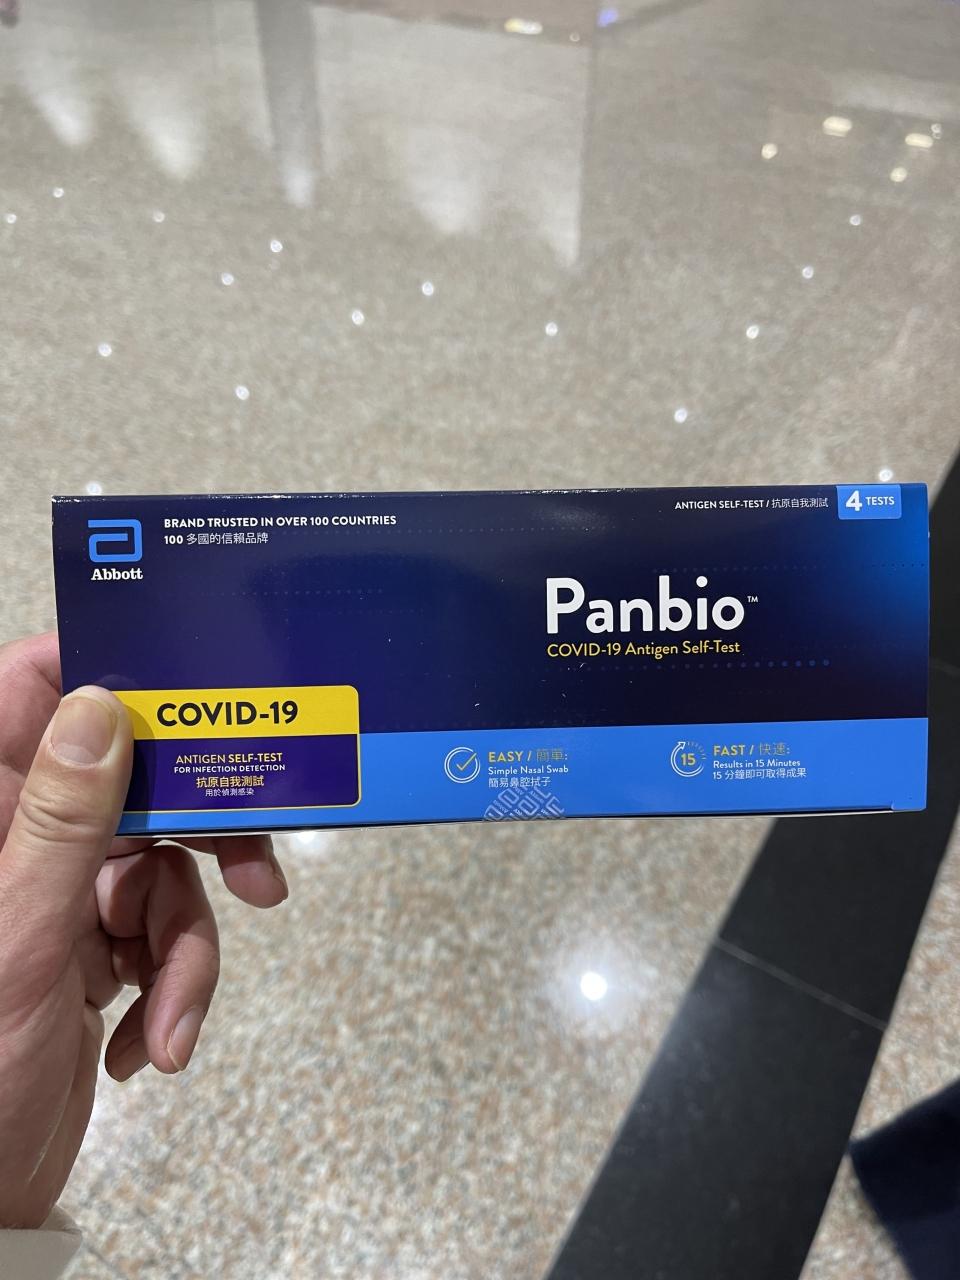 Abbott
BRAND TRUSTED IN OVER 100 COUNTRIES
100 多國的信賴品牌
ANTIGEN SELF-TEST / 抗原自我測試
4 TESTS
Panbio™
COVID-19 Antigen Self-Test
COVID-19
ANTIGEN SELF-TEST
FOR INFECTION DETECTION
抗原自我測試
用於偵測感染
EASY / 簡單:
Simple Nasal Swab
簡易鼻腔拭子
15
FAST / 快速:
Results in 15 Minutes
15 分鐘即可取得成果